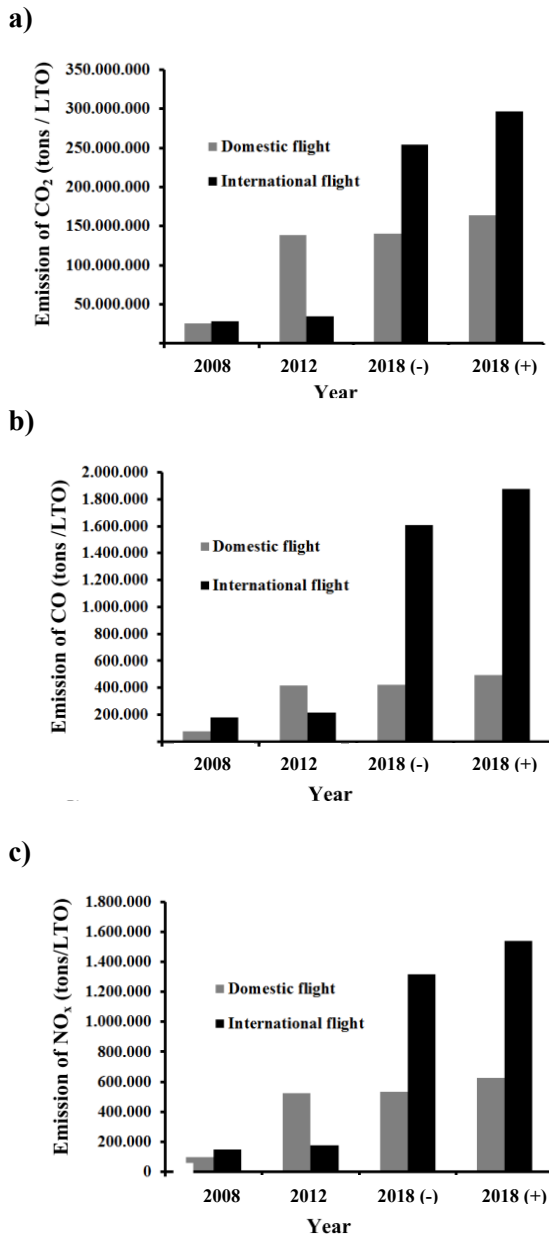 a)
350.000.000
300.000.000
250.000.000
200.000.000
150.000.000
100.000.000
50.000.000
Emission of CO₂ (tons / LTO)
Domestic flight
International flight
2008 2012 2018 (-) 2018 (+)
Year
b)
2.000.000
1.800.000
1.600.000
1.400.000
1.200.000
1.000.000
800.000
600.000
400.000
200.000
Emission of CO (tons /LTO)
Domestic flight
International flight
2008 2012 2018 (-) 2018 (+)
Year
c)
1.800.000
1.600.000
1.400.000
1.200.000
1.000.000
800.000
600.000
400.000
200.000
0
Emission of NOₓ (tons/LTO)
Domestic flight
International flight
2008 2012 2018 (-) 2018 (+)
Year